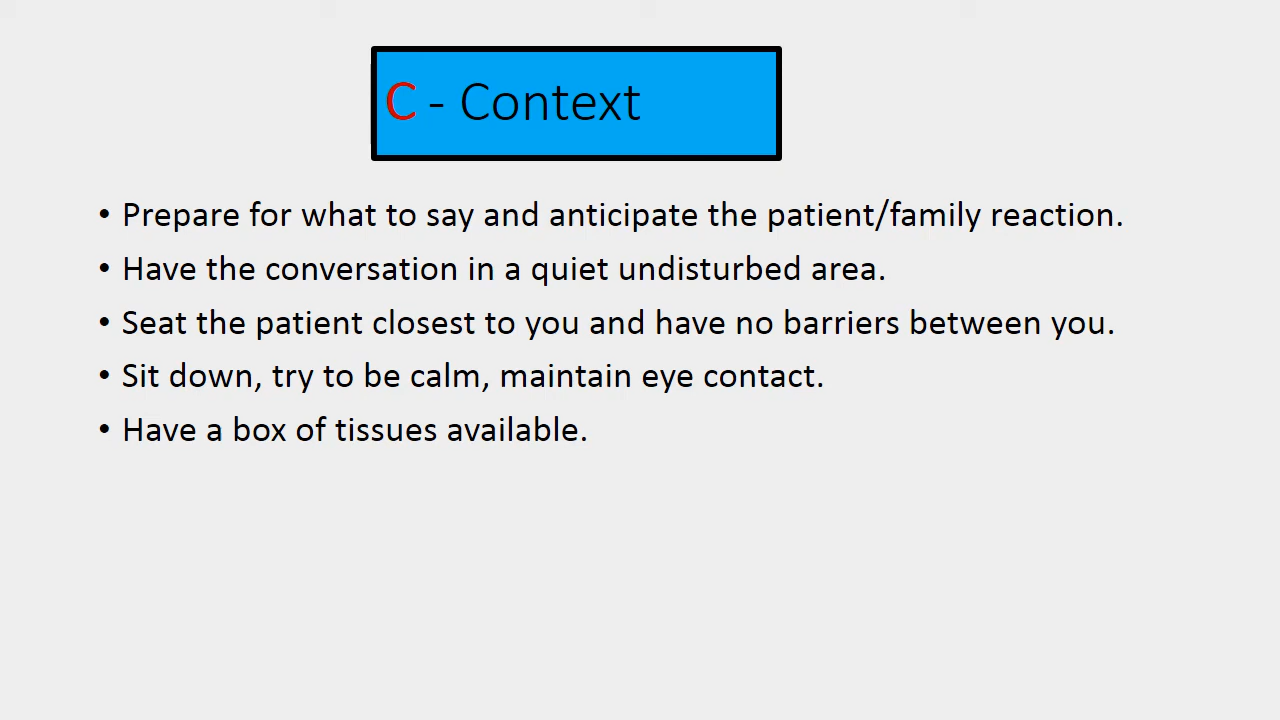 C - Context
• Prepare for what to say and anticipate the patient/family reaction.
• Have the conversation in a quiet undisturbed area.
• Seat the patient closest to you and have no barriers between you.
• Sit down, try to be calm, maintain eye contact.
• Have a box of tissues available.